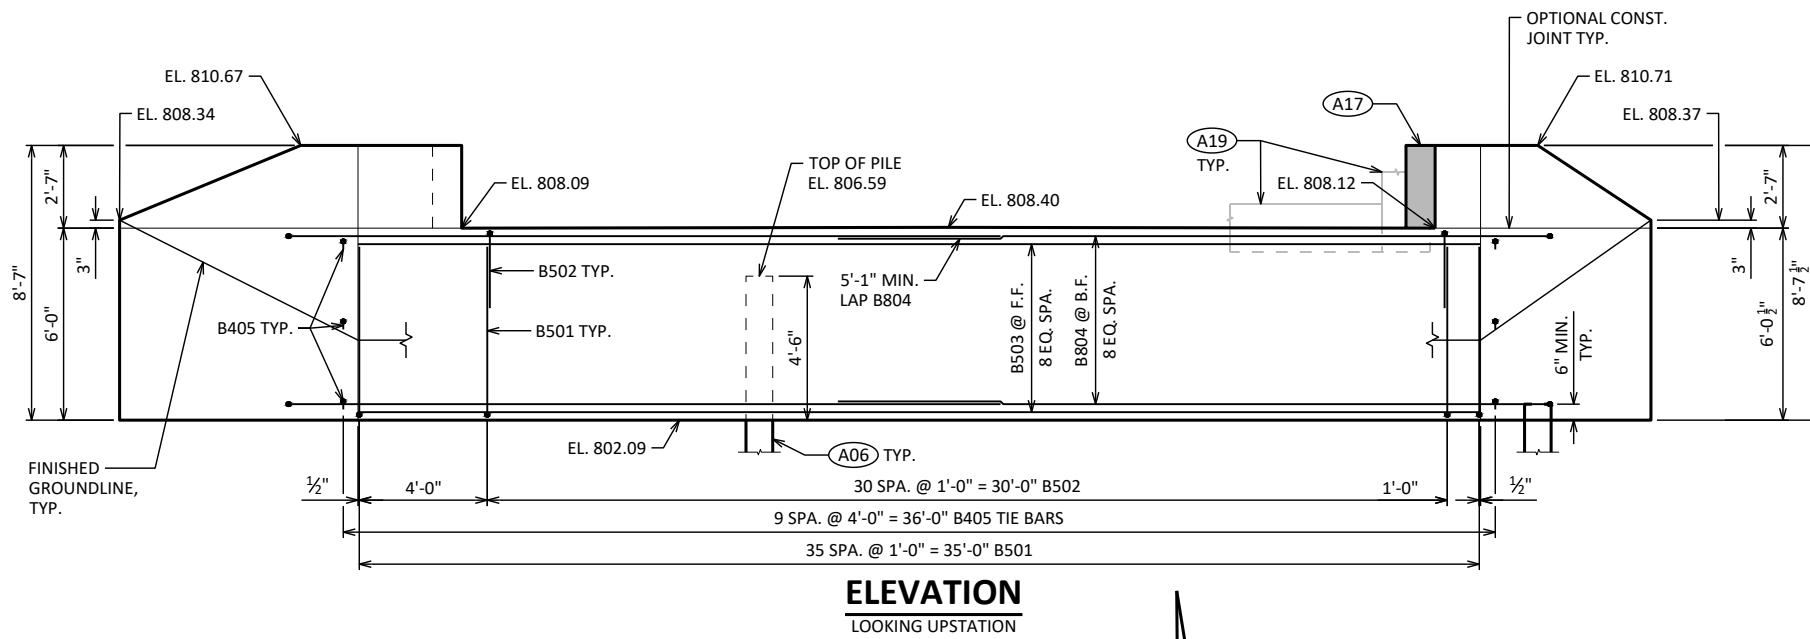 OPTIONAL CONST.
JOINT TYP.
EL. 810.67
EL. 810.71
EL. 808.34
A17
EL. 808.37
A19
TYP.
TOP OF PILE
EL. 806.59
EL. 808.09
EL. 808.12
EL. 808.40
2'-7"
2'-7"
3"
3"
8'-7"
8'-7 1/2"
6'-0"
6'-0 1/2"
B502 TYP.
5'-1" MIN.
LAP B804
B405 TYP.
B501 TYP.
4'-6"
B503 @ F.F.
8 EQ. SPA.
B804 @ B.F.
8 EQ. SPA.
6" MIN.
TYP.
EL. 802.09
A06 TYP.
FINISHED
GROUNDLINE,
TYP.
½" 4'-0" 30 SPA. @ 1'-0" = 30'-0" B502 1'-0" ½"
9 SPA. @ 4'-0" = 36'-0" B405 TIE BARS
35 SPA. @ 1'-0" = 35'-0" B501
ELEVATION
LOOKING UPSTATION